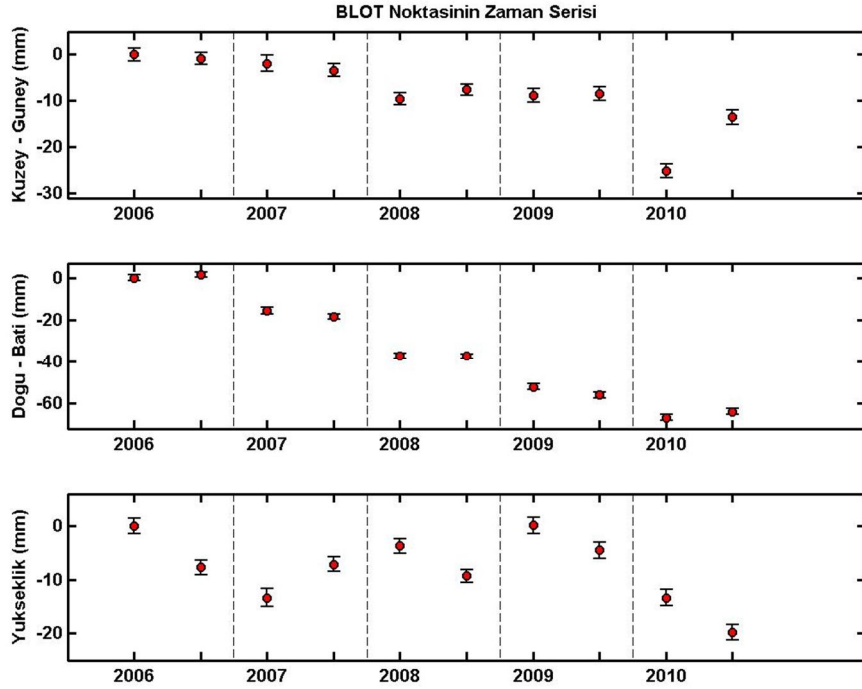 BLOT Noktasinin Zaman Serisi
Kuzey - Guney (mm)
0
-10
-20
-30
2006 2007 2008 2009 2010
Dogu - Bati (mm)
0
-20
-40
-60
2006 2007 2008 2009 2010
Yukseklik (mm)
0
-10
-20
2006 2007 2008 2009 2010